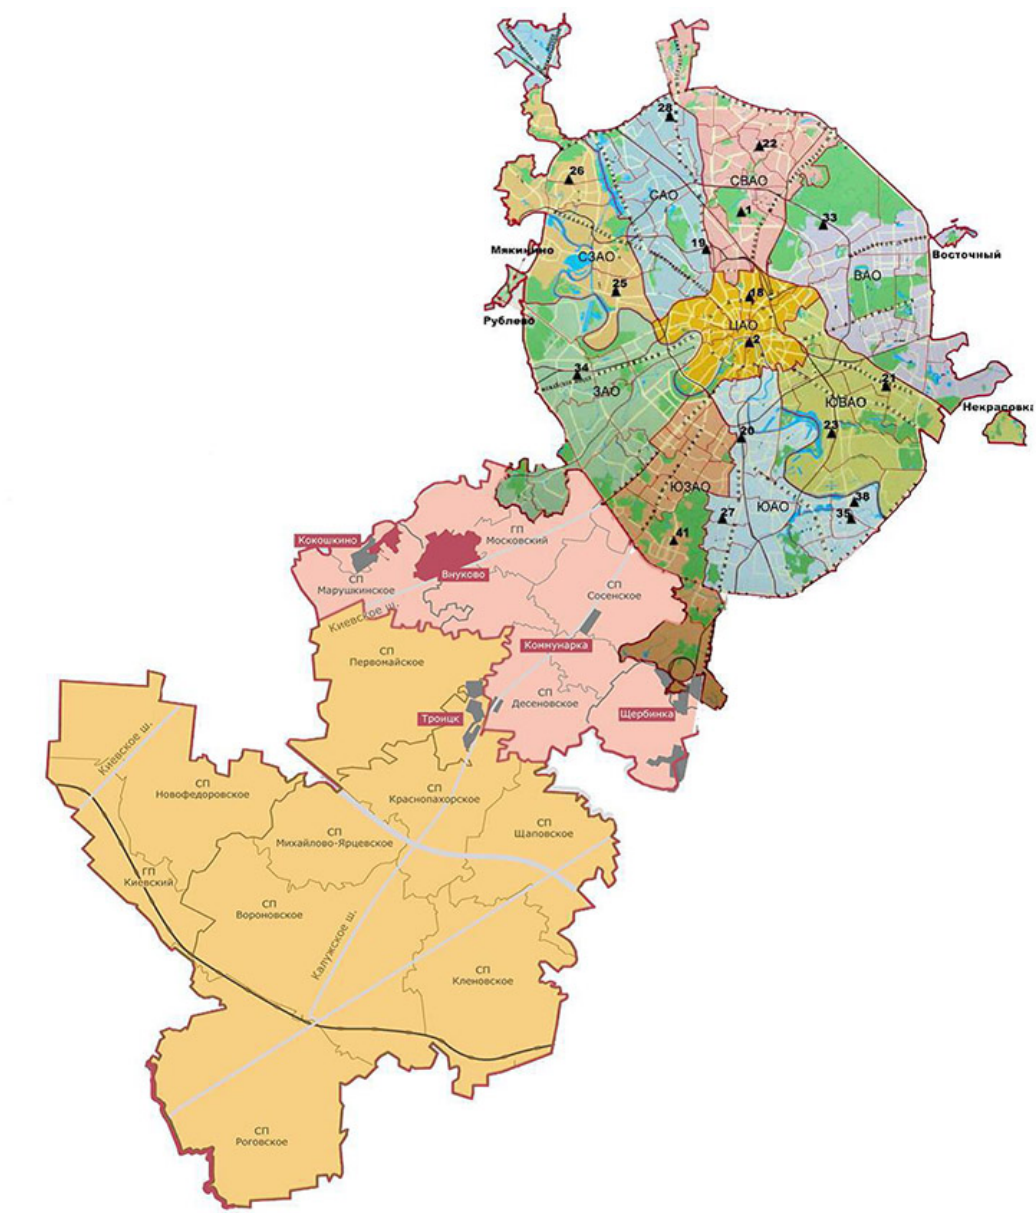 28
22
26
СВАО
САО
1
33
19
Мякинино
СЗАО
Восточный
ВАО
25
18
Рублево
ЦАО
2
34
21
ЗАО
ЮВАО
Некрасовка
23
20
ЮЗАО
38
ЮАО
27
35
ГП
Московский
Кокошкино
41
Внуково
СП
Марушкинское
СП
Сосенское
Киевское ш.
Коммунарка
СП
Первомайское
СП
Десеновское
Троицк
Щербинка
Киевское ш.
СП
Новофедоровское
СП
Краснопахорское
СП
Михайлово-Ярцевское
СП
Щаповское
ГП
Киевский
СП
Вороновское
Калужское ш.
СП
Кленовское
СП
Роговское